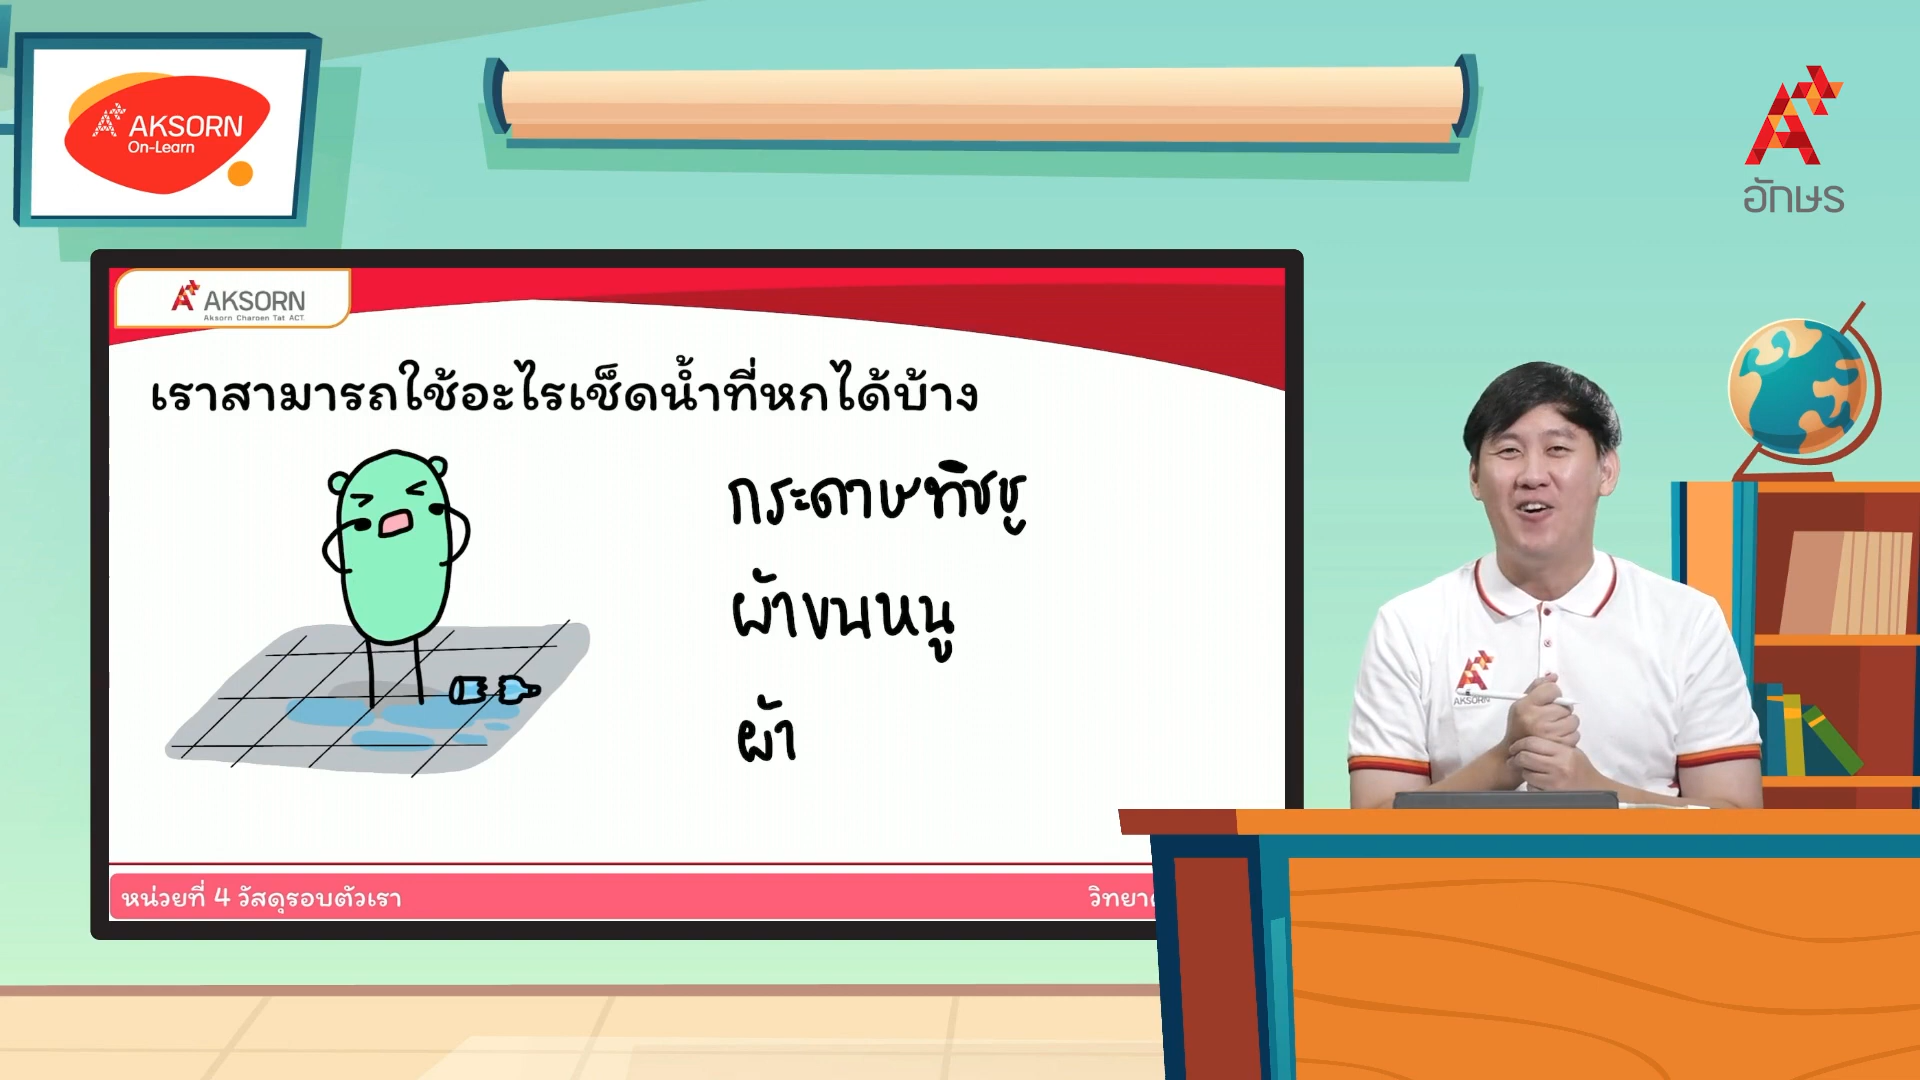 AKSORN
On-Learn
อักษร
AKSORN
Aksorn Charoen Tat ACT.
เราสามารถใช้อะไรเช็ดน้ำที่หกได้บ้าง
กระดาษทิชชู
ผ้าขนหนู
ผ้า
AKSORN
หน่วยที่ 4 วัสดุรอบตัวเรา